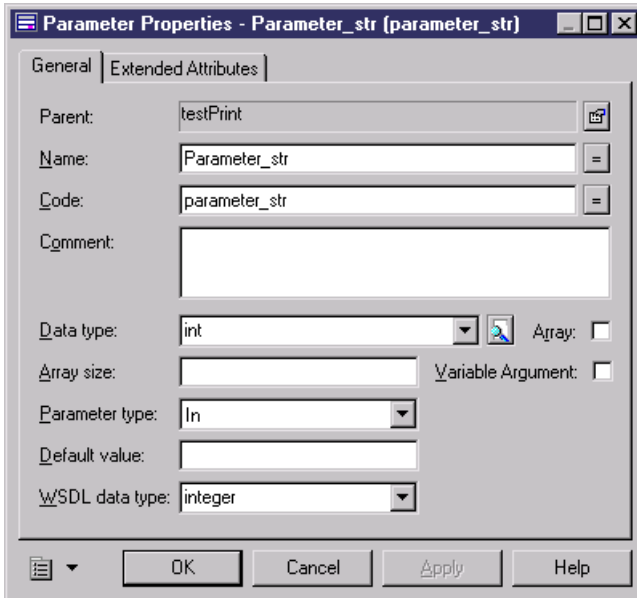 Parameter Properties - Parameter_str (parameter_str)
General Extended Attributes
Parent: testPrint
Name: Parameter_str =
Code: parameter_str =
Comment:
Data type: int Array:
Array size: Variable Argument:
Parameter type: In
Default value:
WSDL data type: integer
OK Cancel Apply Help